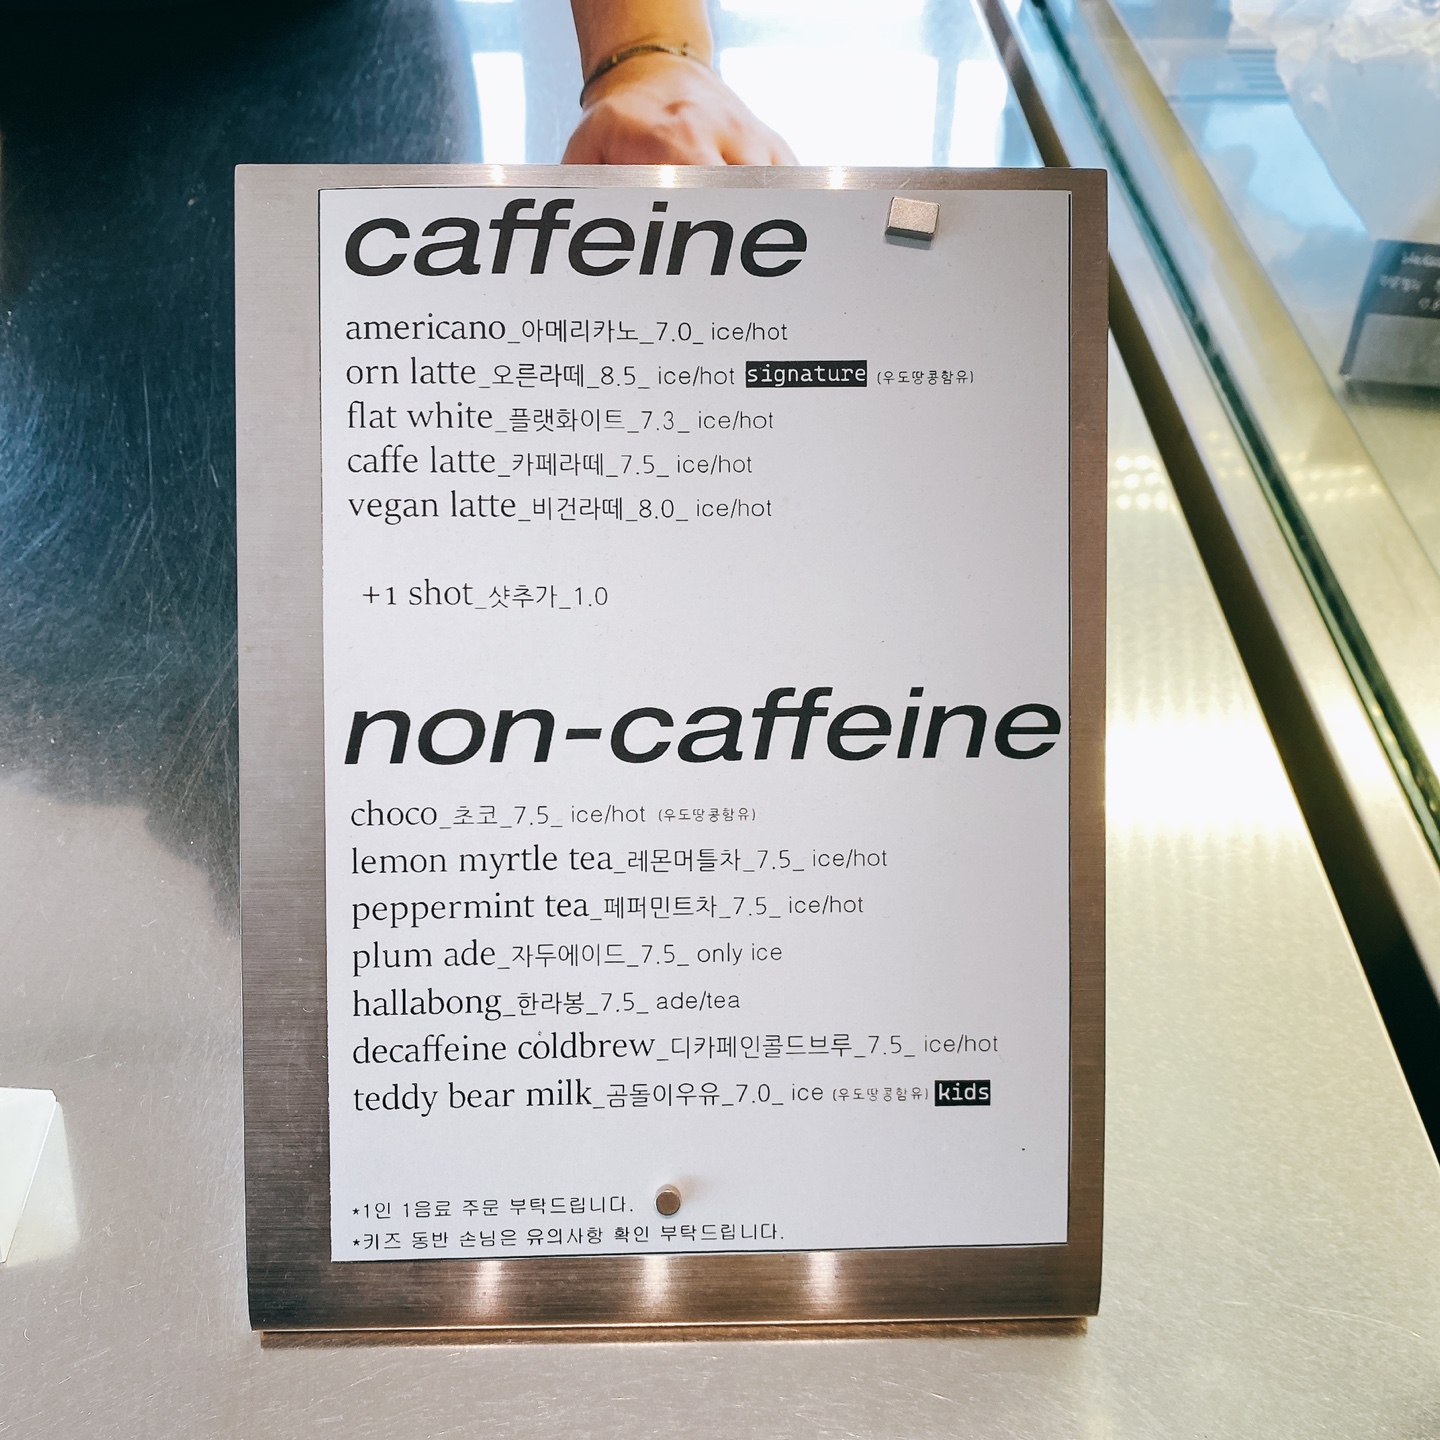 caffeine
americano_아메리카노_7.0_ ice/hot
orn latte_오른라떼_8.5_ ice/hot signature (우도땅콩함유)
flat white_플랫화이트_7.3_ ice/hot
caffe latte_카페라떼_7.5_ ice/hot
vegan latte_비건라떼_8.0_ ice/hot
+1 shot_샷추가_1.0
non-caffeine
choco_초코_7.5_ ice/hot (우도땅콩함유)
lemon myrtle tea_레몬머틀차_7.5_ ice/hot
peppermint tea_페퍼민트차_7.5_ ice/hot
plum ade_자두에이드_7.5_ only ice
hallabong_한라봉_7.5_ ade/tea
decaffeine coldbrew_디카페인콜드브루_7.5_ ice/hot
teddy bear milk_곰돌이우유_7.0_ ice (우도땅콩함유) kids
*1인 1음료 주문 부탁드립니다.
*키즈 동반 손님은 유의사항 확인 부탁드립니다.